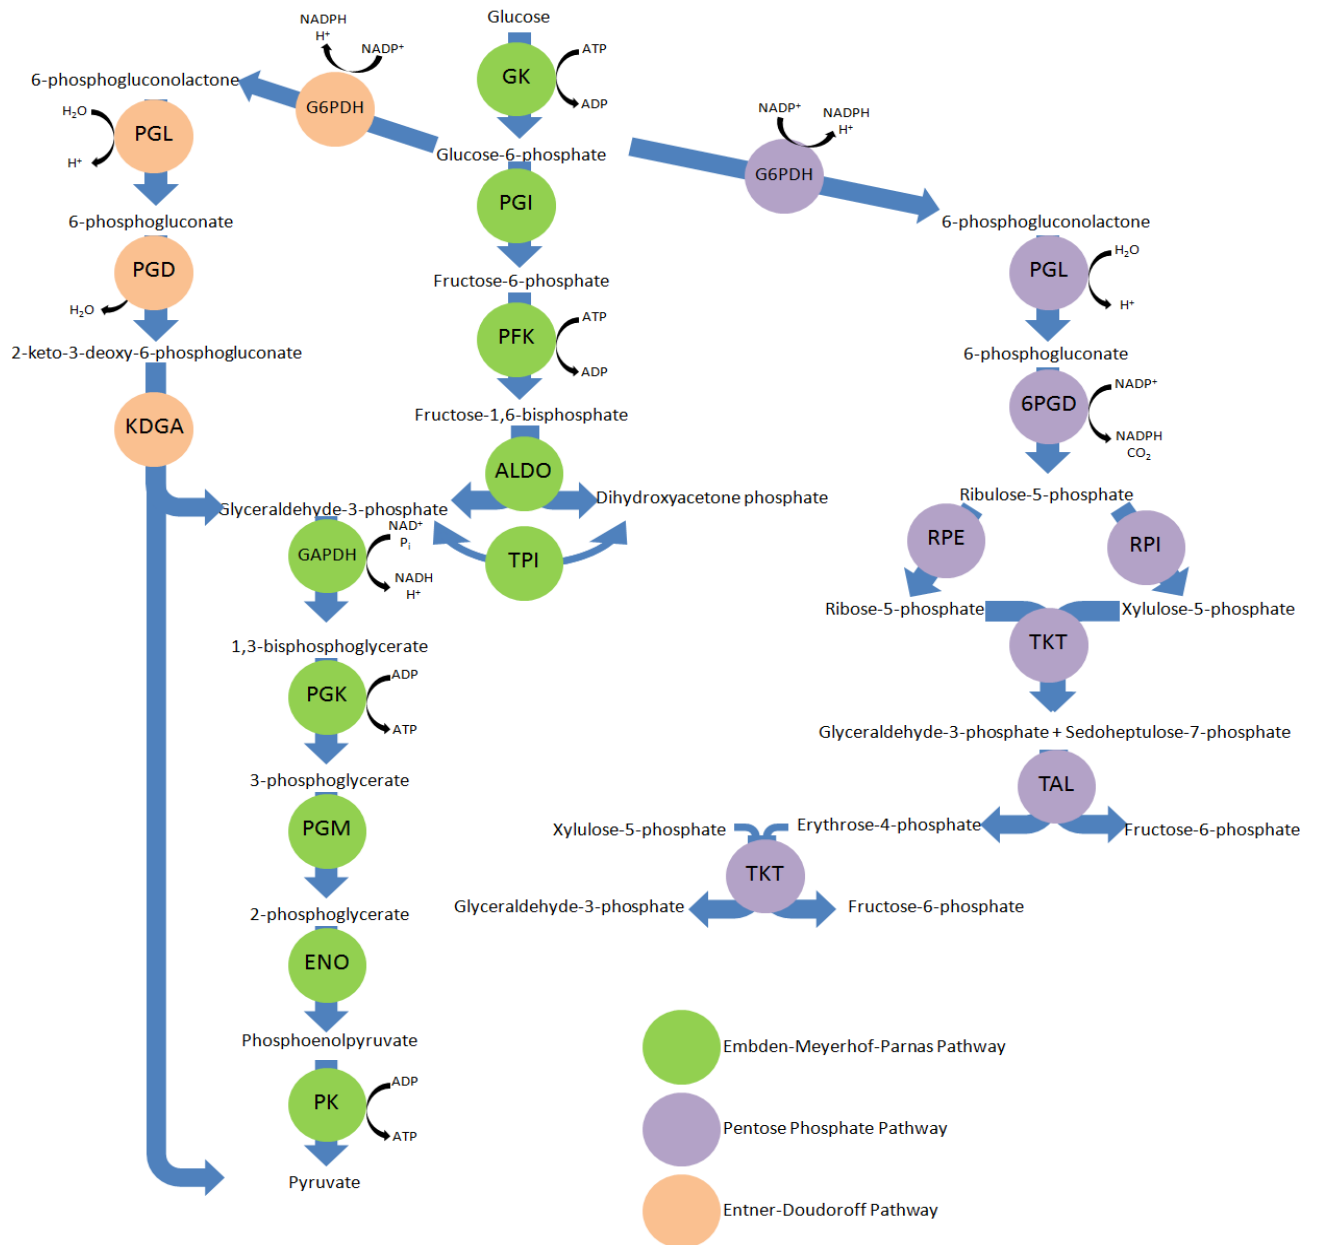 Glucose
NADPH
H⁺
NADP⁺
ATP
GK
ADP
6-phosphogluconolactone
G6PDH
H₂O
PGL
H⁺
NADP⁺
NADPH
H⁺
Glucose-6-phosphate
G6PDH
PGI
6-phosphogluconate
6-phosphogluconolactone
PGD
H₂O
Fructose-6-phosphate
PGL
H₂O
H⁺
ATP
PFK
ADP
2-keto-3-deoxy-6-phosphogluconate
6-phosphogluconate
KDGA
Fructose-1,6-bisphosphate
6PGD
NADP⁺
NADPH
CO₂
ALDO
Glyceraldehyde-3-phosphate
Dihydroxyacetone phosphate
Ribulose-5-phosphate
GAPDH
NAD⁺
Pᵢ
NADH
H⁺
TPI
RPE
RPI
Ribose-5-phosphate
Xylulose-5-phosphate
TKT
1,3-bisphosphoglycerate
PGK
ADP
ATP
Glyceraldehyde-3-phosphate + Sedoheptulose-7-phosphate
3-phosphoglycerate
TAL
PGM
Xylulose-5-phosphate
Erythrose-4-phosphate
Fructose-6-phosphate
TKT
2-phosphoglycerate
Glyceraldehyde-3-phosphate
Fructose-6-phosphate
ENO
Phosphoenolpyruvate
PK
ADP
ATP
Pyruvate
Embden-Meyerhof-Parnas Pathway
Pentose Phosphate Pathway
Entner-Doudoroff Pathway